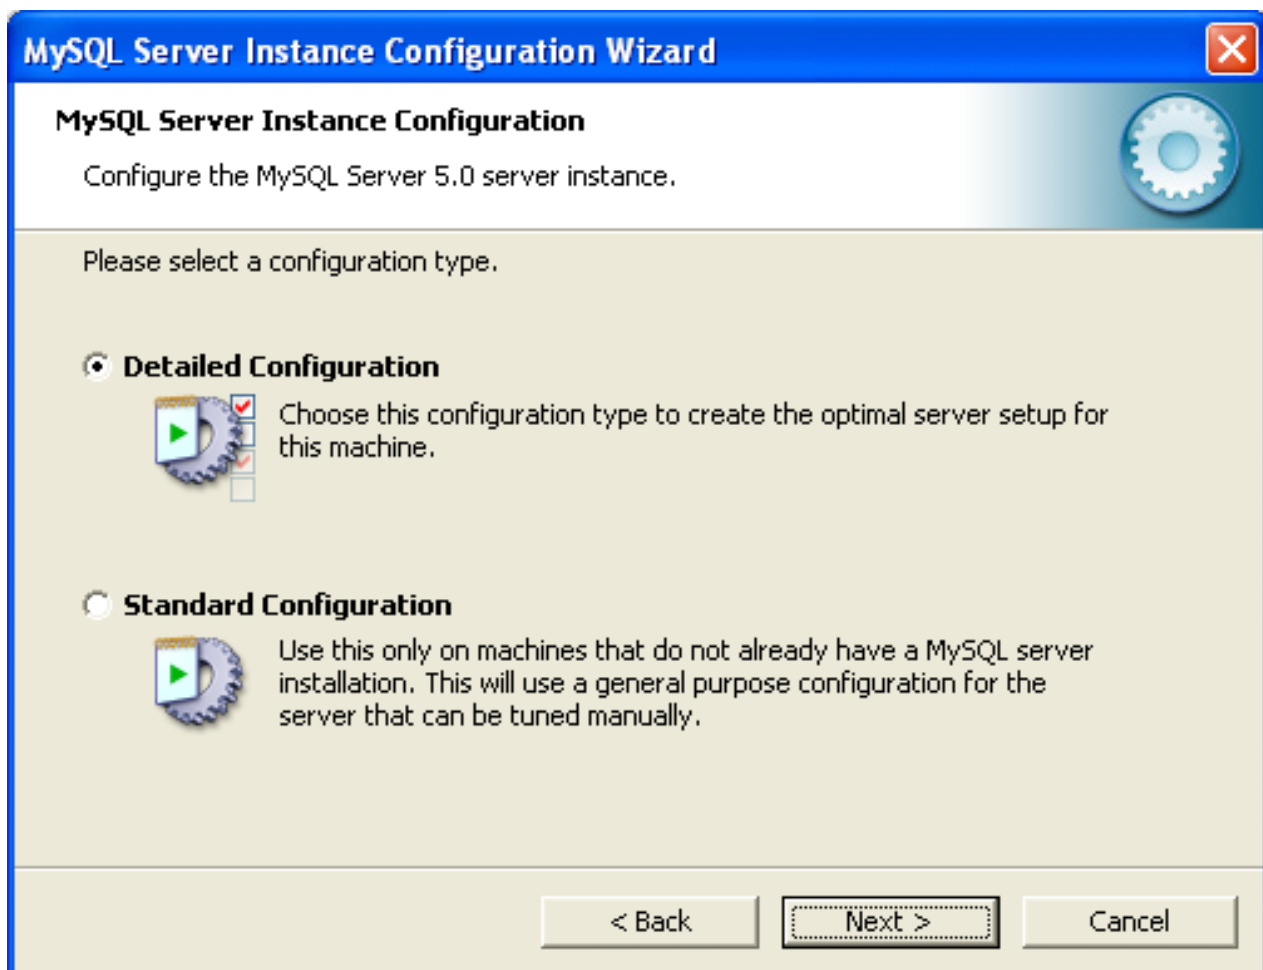 MySQL Server Instance Configuration Wizard
MySQL Server Instance Configuration
Configure the MySQL Server 5.0 server instance.
Please select a configuration type.
Detailed Configuration
Choose this configuration type to create the optimal server setup for
this machine.
Standard Configuration
Use this only on machines that do not already have a MySQL server
installation. This will use a general purpose configuration for the
server that can be tuned manually.
< Back
Next >
Cancel